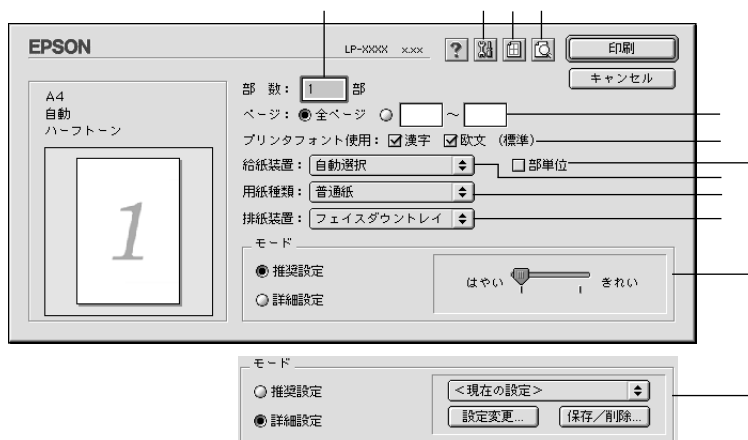 EPSON
LP-XXXX x.xx
?
印刷
キャンセル
A4
自動
ハーフトーン
1
部 数： 1 部
ページ： 全ページ ～
プリンタフォント使用： 漢字 欧文 (標準)
給紙装置： 自動選択 部単位
用紙種類： 普通紙
排紙装置： フェイスダウントレイ
モード
推奨設定
詳細設定
はやい きれい
モード
推奨設定
詳細設定
<現在の設定>
設定変更... 保存／削除...